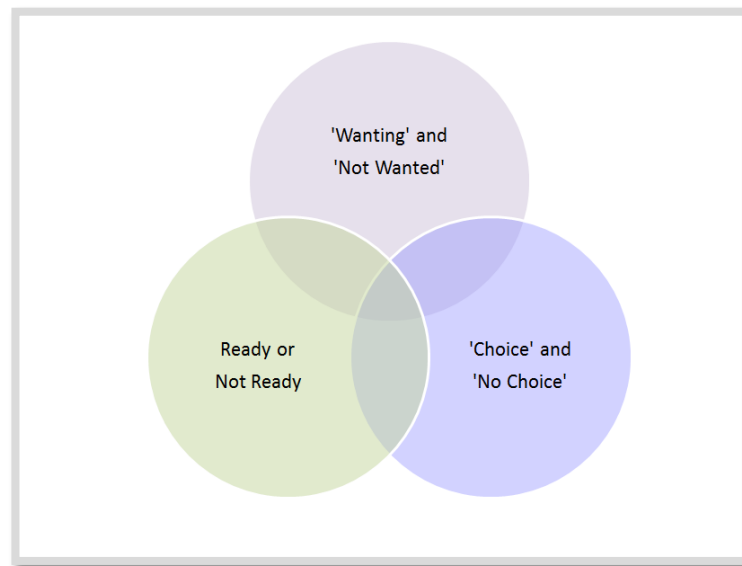 'Wanting' and
'Not Wanted'
Ready or
Not Ready
'Choice' and
'No Choice'